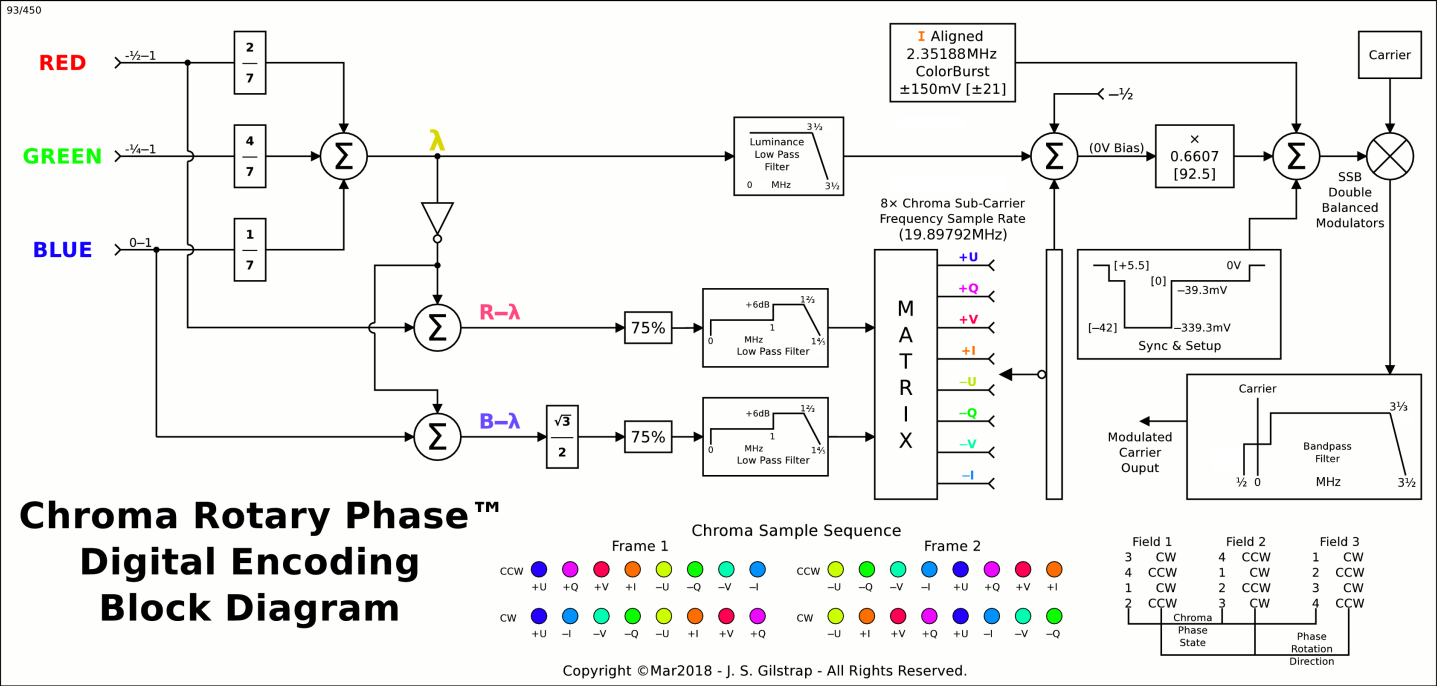 93/450
RED
-½−1
2
7
GREEN
-¼−1
4
7
BLUE
0−1
1
7
Σ
λ
I Aligned
2.35188MHz
ColorBurst
±150mV [±21]
Carrier
−½
Luminance
Low Pass
Filter
3⅓
0 MHz 3½
Σ
(0V Bias)
×
0.6607
[92.5]
Σ
SSB
Double
Balanced
Modulators
8× Chroma Sub-Carrier
Frequency Sample Rate
(19.89792MHz)
Σ
R−λ
75%
+6dB
1⅔
0
1
MHz
1⅘
Low Pass Filter
Σ
B−λ
√3
2
75%
+6dB
1⅔
0
1
MHz
1⅘
Low Pass Filter
M
A
T
R
I
X
+U
+Q
+V
+I
−U
−Q
−V
−I
[+5.5]
0V
[0]
−39.3mV
[−42]
−339.3mV
Sync & Setup
Carrier
3⅓
Bandpass
Filter
½ 0 MHz 3½
Modulated
Carrier
Ouput
Chroma Rotary Phase™
Digital Encoding
Block Diagram
Chroma Sample Sequence
Frame 1
CCW
+U +Q +V +I −U −Q −V −I
CW
+U −I −V −Q −U +I +V +Q
Frame 2
CCW
−U −Q −V −I +U +Q +V +I
CW
−U +I +V +Q +U −I −V −Q
Field 1 Field 2 Field 3
3 CW 4 CCW 1 CW
4 CCW 1 CW 2 CCW
1 CW 2 CCW 3 CW
2 CCW 3 CW 4 CCW
Chroma
Phase
State
Phase
Rotation
Direction
Copyright ©Mar2018 - J. S. Gilstrap - All Rights Reserved.